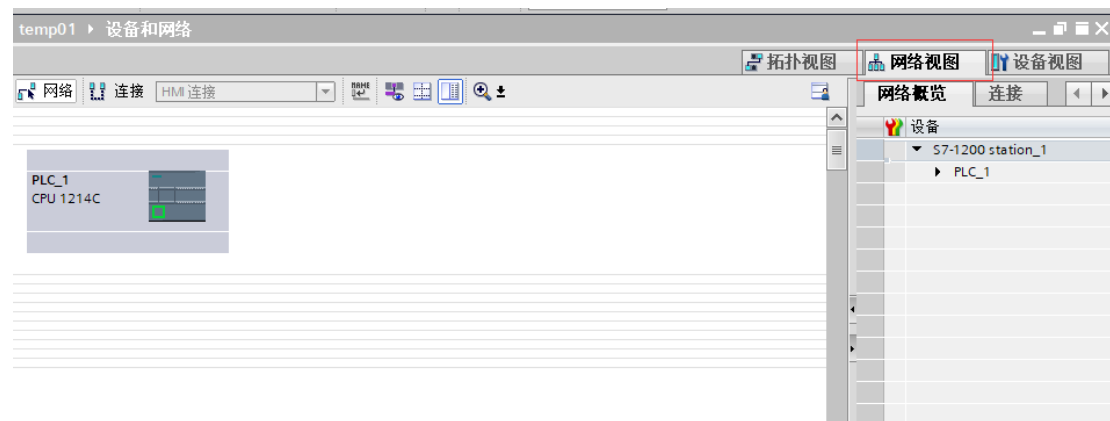 temp01 ▸ 设备和网络
拓扑视图 网络视图 设备视图
网络 连接 HMI 连接
网络概览 连接
设备
S7-1200 station_1
PLC_1
PLC_1
CPU 1214C